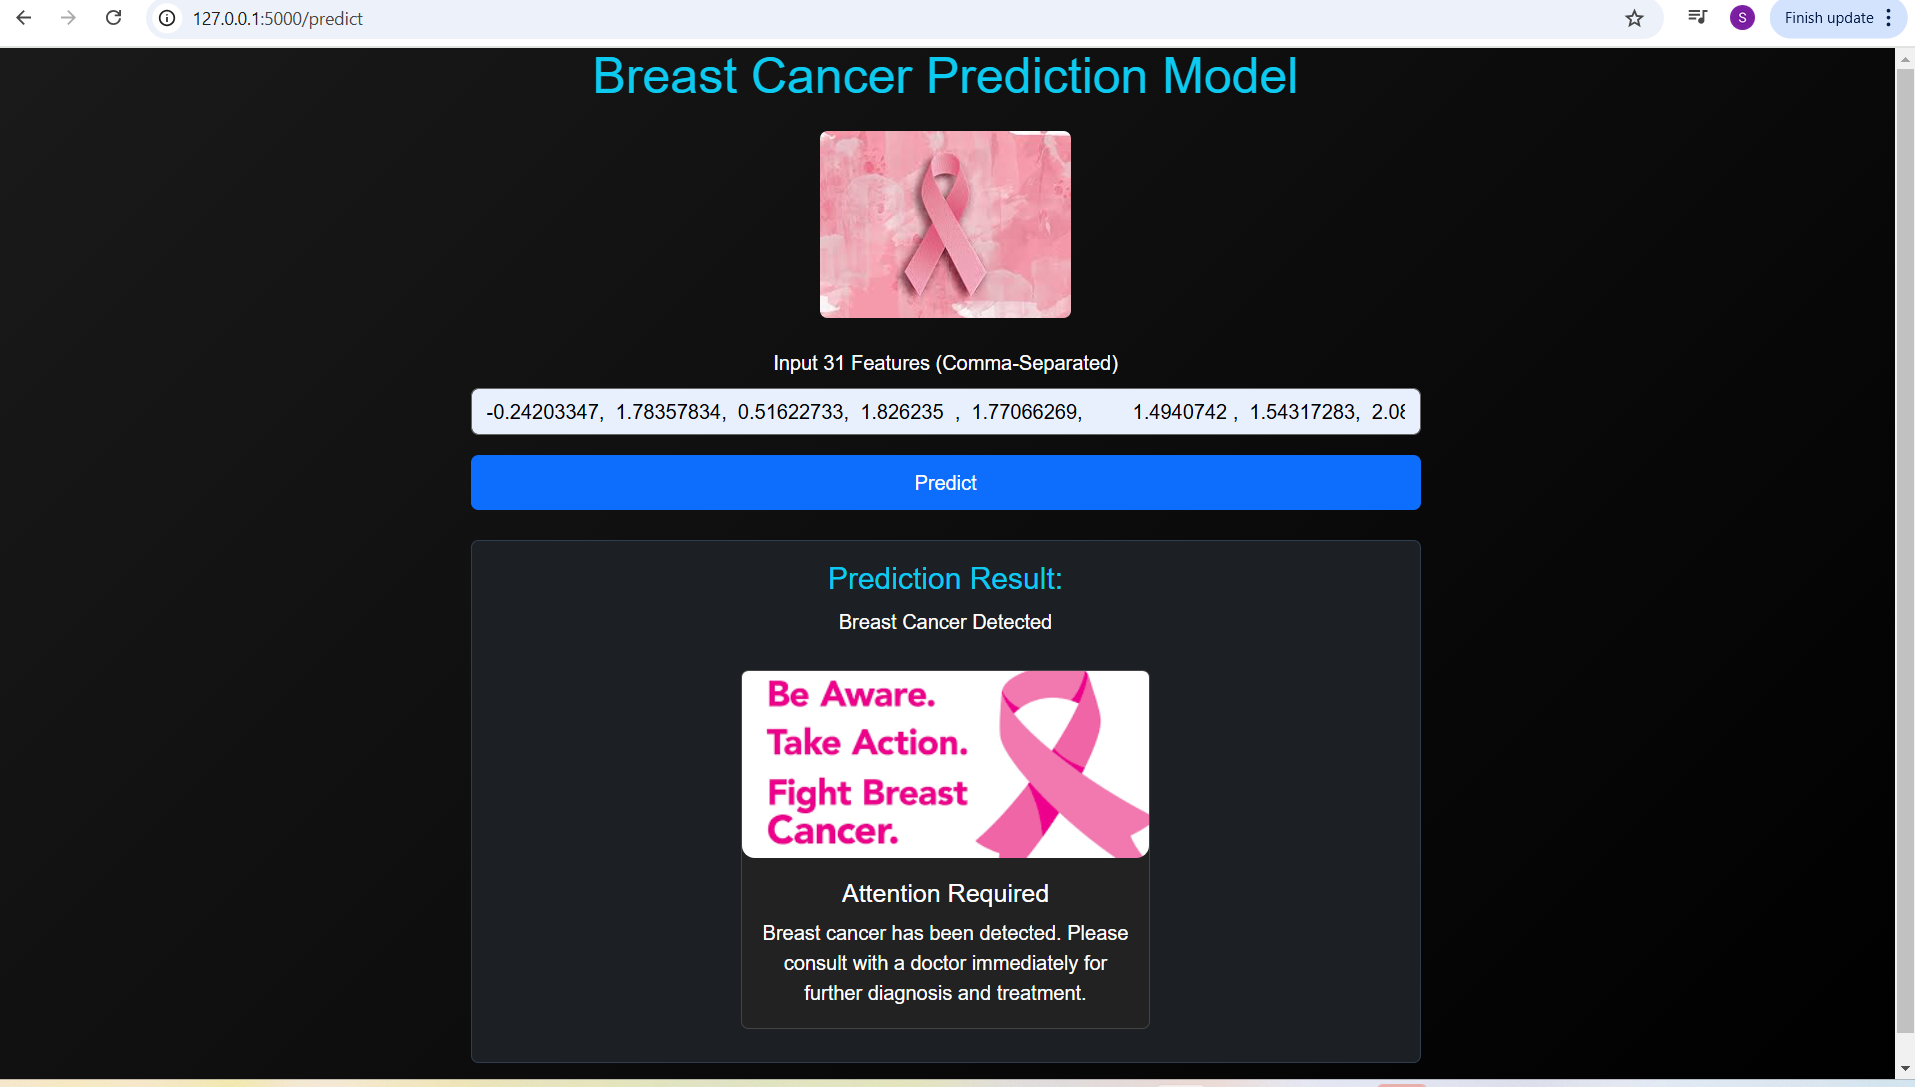 127.0.0.1:5000/predict
S
Finish update
Breast Cancer Prediction Model
Input 31 Features (Comma-Separated)
-0.24203347, 1.78357834, 0.51622733, 1.826235 , 1.77066269, 1.4940742 , 1.54317283, 2.08
Predict
Prediction Result:
Breast Cancer Detected
Be Aware.
Take Action.
Fight Breast
Cancer.
Attention Required
Breast cancer has been detected. Please
consult with a doctor immediately for
further diagnosis and treatment.